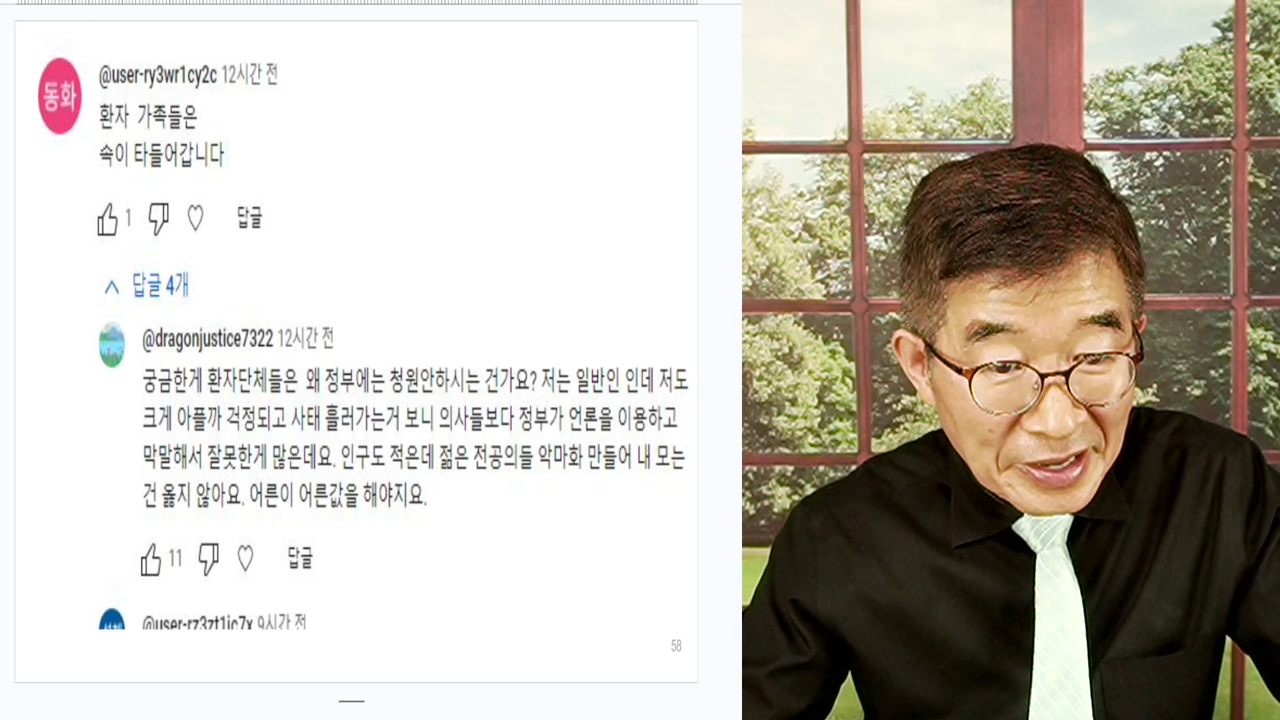 동화
@user-ry3wr1cy2c 12시간 전
환자 가족들은
속이 타들어갑니다
1 답글
답글 4개
@dragonjustice7322 12시간 전
궁금한게 환자단체들은 왜 정부에는 청원안하시는 건가요? 저는 일반인 인데 저도
크게 아플까 걱정되고 사태 흘러가는거 보니 의사들보다 정부가 언론을 이용하고
막말해서 잘못한게 많은데요. 인구도 적은데 젊은 전공의들 악마화 만들어 내 모는
건 옳지 않아요. 어른이 어른값을 해야지요.
11 답글
@user-rz3zt1ic7x 9시간 전
58